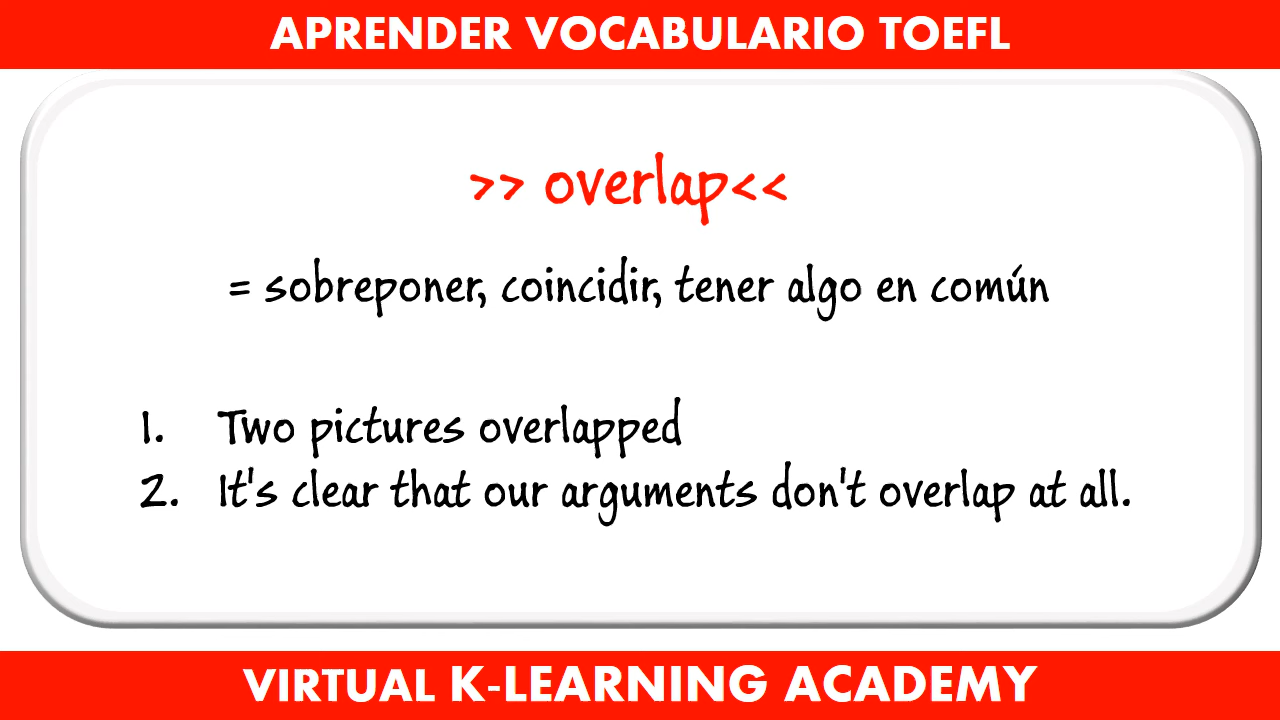 APRENDER VOCABULARIO TOEFL
>> overlap<<
= sobreponer, coincidir, tener algo en común
1. Two pictures overlapped
2. It's clear that our arguments don't overlap at all.
VIRTUAL K-LEARNING ACADEMY